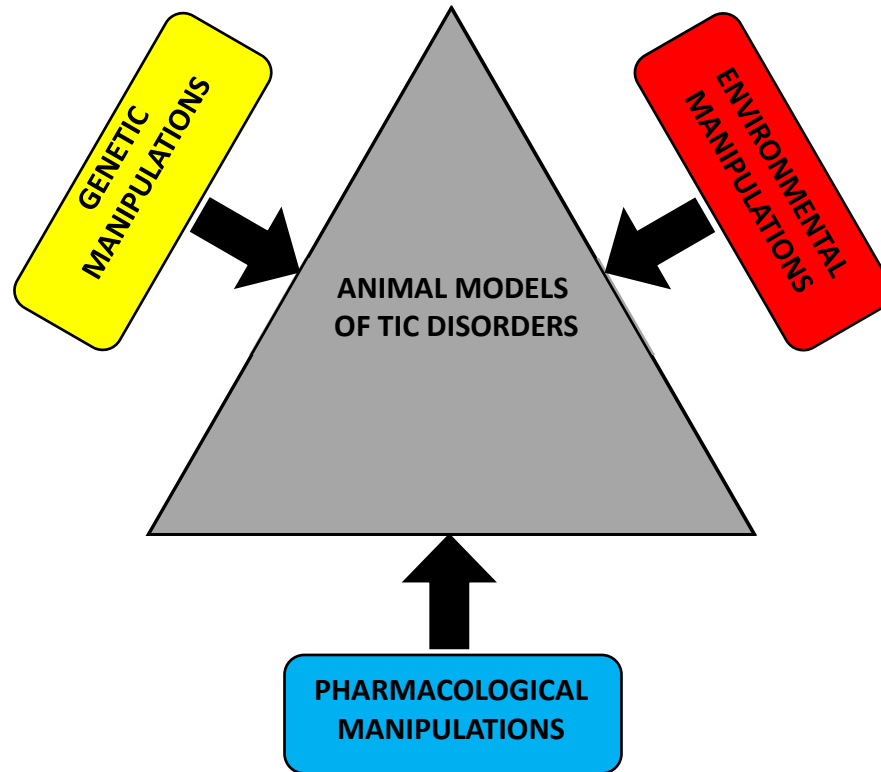 GENETIC
MANIPULATIONS
ENVIRONMENTAL
MANIPULATIONS
ANIMAL MODELS
OF TIC DISORDERS
PHARMACOLOGICAL
MANIPULATIONS